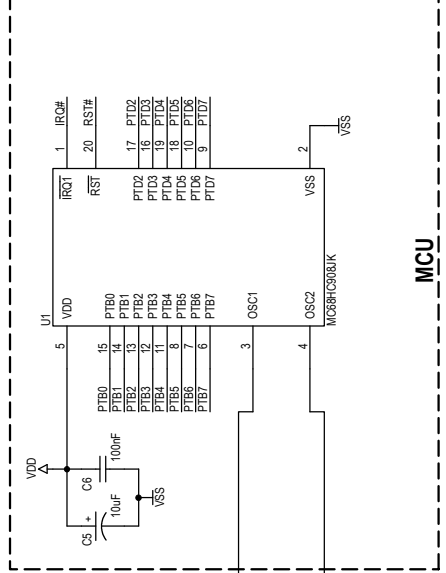 VDD
C5
+
10uF
C6
100nF
VSS
U1
5 VDD IRQ1 1 IRQ#
RST 20 RST#
PTB0 15 PTB0
PTB1 14 PTB1
PTB2 13 PTB2 PTD2 17 PTD2
PTB3 12 PTB3 PTD3 16 PTD3
PTB4 11 PTB4 PTD4 19 PTD4
PTB5 8 PTB5 PTD5 18 PTD5
PTB6 7 PTB6 PTD6 10 PTD6
PTB7 6 PTB7 PTD7 9 PTD7
3 OSC1
4 OSC2 VSS 2
VSS
MC68HC908JK
MCU